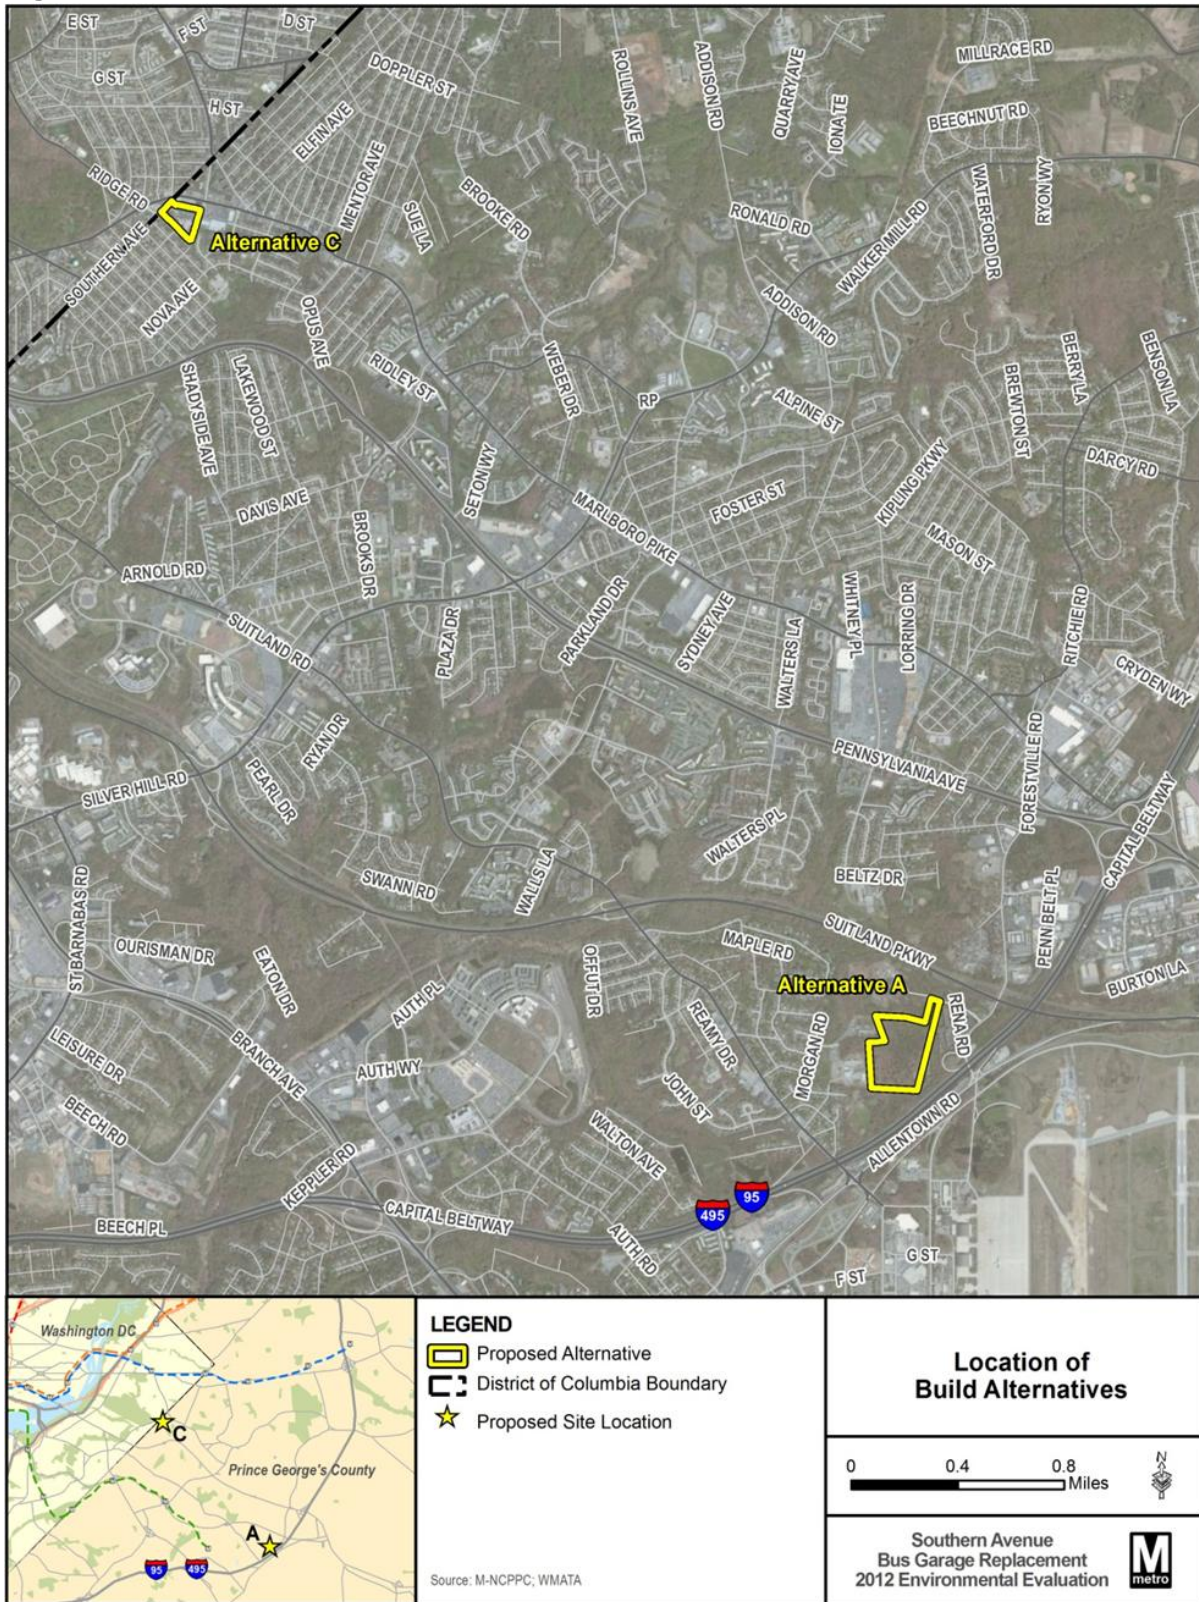 E ST
F ST
D ST
G ST
H ST
DOPPLER ST
ELFIN AVE
MENTOR AVE
ROLLINS AVE
ADDISON RD
QUARRY AVE
IONA TE
MILLRACE RD
BEECHNUT RD
RIDGE RD
SUE LA
BROOKE RD
RONALD RD
WALKER MILL RD
WATERFORD DR
RYON WY
Alternative C
SOUTHERN AVE
NOVA AVE
OPUS AVE
ADDISON RD
SHADYSIDE AVE
LAKEWOOD ST
RIDLEY ST
WEBER DR
RP
ALPINE ST
BREWTON ST
BERRY LA
BENSON LA
DARCY RD
DAVIS AVE
BROOKS DR
SETON WY
MARLBORO PIKE
FOSTER ST
KIPLING PKWY
MASON ST
ARNOLD RD
SUITLAND RD
PLAZA DR
PARKLAND DR
SYDNEY AVE
WALTERS LA
WHITNEY PL
LORRING DR
RITCHIE RD
CRYDEN WY
RYAN DR
PEARL DR
SILVER HILL RD
PENNSYLVANIA AVE
FORESTVILLE RD
CAPITAL BELTWAY
WALTERS PL
BELTZ DR
SWANN RD
WALLS LA
PENN BELT PL
ST BARNABAS RD
OURISMAN DR
EATON DR
AUTH PL
OFFUT DR
MAPLE RD
SUITLAND PKWY
BURTON LA
Alternative A
RENA RD
LEISURE DR
BRANCH AVE
AUTH WY
REAMY DR
MORGAN RD
JOHN ST
ALLENTOWN RD
BEECH RD
WALTON AVE
KEPPLER RD
BEECH PL
CAPITAL BELTWAY
AUTH RD
495
95
F ST
G ST
Washington DC
C
Prince George's County
A
95
495
LEGEND
Proposed Alternative
District of Columbia Boundary
Proposed Site Location
Source: M-NCPPC; WMATA
Location of
Build Alternatives
0 0.4 0.8
Miles
N
Southern Avenue
Bus Garage Replacement
2012 Environmental Evaluation
M
metro